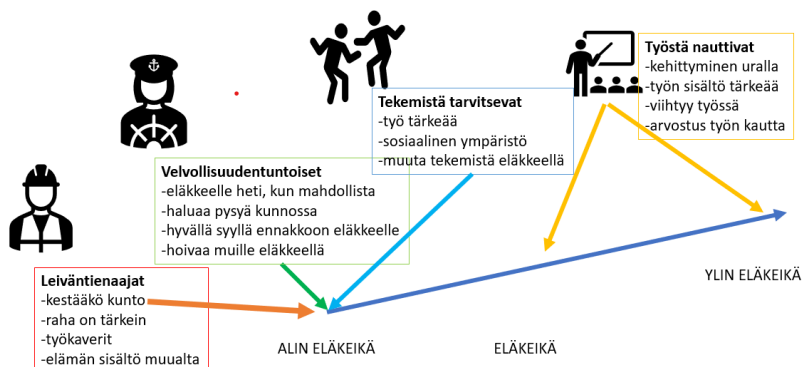 Työstä nauttivat
-kehittyminen uralla
-työn sisältö tärkeää
-viihtyy työssä
-arvostus työn kautta
Tekemistä tarvitsevat
-työ tärkeää
-sosiaalinen ympäristö
-muuta tekemistä eläkkeellä
Velvollisuudentuntoiset
-eläkkeelle heti, kun mahdollista
-haluaa pysyä kunnossa
-hyvällä syyllä ennakkoon eläkkeelle
-hoivaa muille eläkkeellä
Leiväntienaajat
-kestääkö kunto
-raha on tärkein
-työkaverit
-elämän sisältö muualta
ALIN ELÄKEIKÄ
ELÄKEIKÄ
YLIN ELÄKEIKÄ